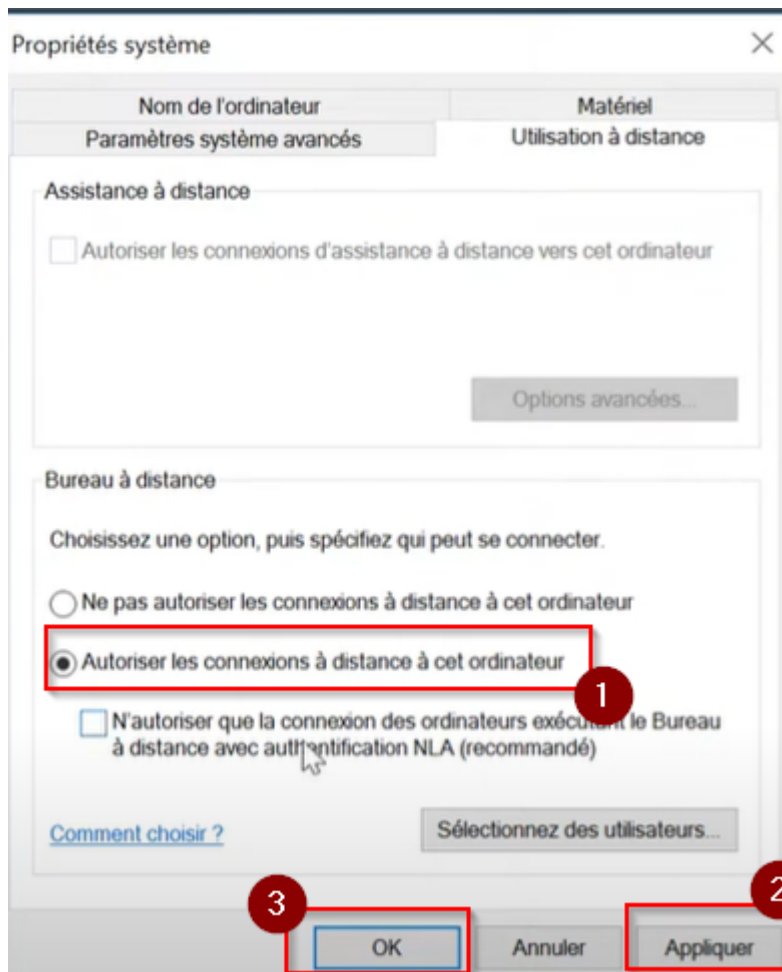 Propriétés système
Nom de l'ordinateur
Matériel
Paramètres système avancés
Utilisation à distance
Assistance à distance
Autoriser les connexions d'assistance à distance vers cet ordinateur
Options avancées...
Bureau à distance
Choisissez une option, puis spécifiez qui peut se connecter.
Ne pas autoriser les connexions à distance à cet ordinateur
Autoriser les connexions à distance à cet ordinateur
1
N'autoriser que la connexion des ordinateurs exécutant le Bureau
à distance avec authentification NLA (recommandé)
Comment choisir ?
Sélectionnez des utilisateurs...
3
2
OK
Annuler
Appliquer